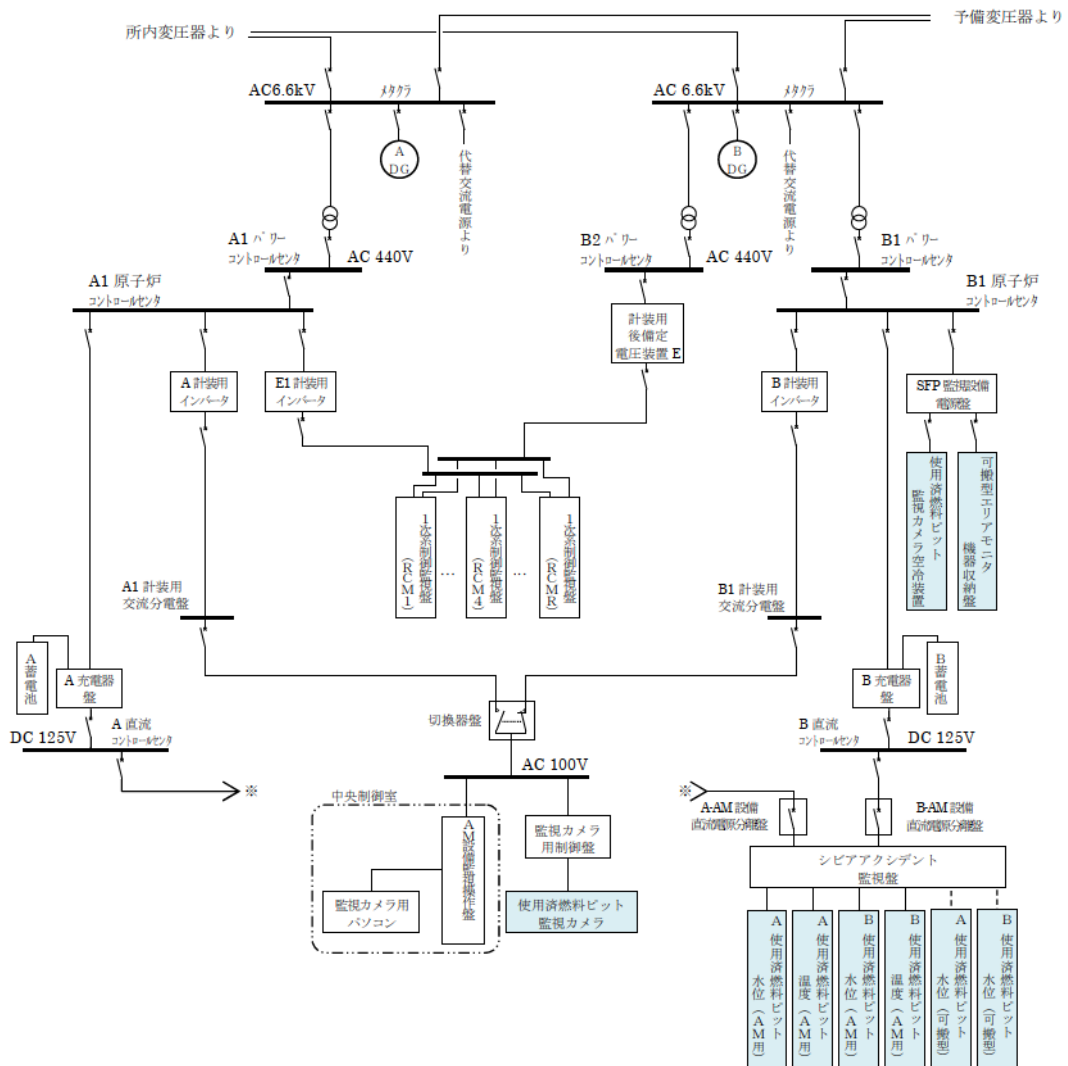 所内変圧器より
予備変圧器より
AC6.6kV
メタクラ
AC 6.6kV
メタクラ
A
DG
代替交流電源より
B
DG
代替交流電源より
A1 パワー
コントロールセンタ
AC 440V
B2 パワー
コントロールセンタ
AC 440V
B1 パワー
コントロールセンタ
A1 原子炉
コントロールセンタ
B1 原子炉
コントロールセンタ
計装用
後備定
電圧装置 E
A 計装用
インバータ
E1 計装用
インバータ
B 計装用
インバータ
SFP 監視設備
電源盤
使用済燃料ピット
監視カメラ空冷装置
可搬型エリアモニタ
機器収納盤
1次系制御監視盤
(RCM1)
…
1次系制御監視盤
(RCM4)
…
1次系制御監視盤
(RCMR)
A1 計装用
交流分電盤
B1 計装用
交流分電盤
A蓄電池
A 充電器
盤
B 充電器
盤
B蓄電池
切換器盤
DC 125V
A 直流
コントロールセンタ
B 直流
コントロールセンタ
DC 125V
※
AC 100V
※
A-AM 設備
直流電源分離盤
B-AM 設備
直流電源分離盤
中央制御室
AM設備監視操作盤
監視カメラ
用制御盤
監視カメラ用
パソコン
使用済燃料ピット
監視カメラ
シビアアクシデント
監視盤
A 使用済燃料ピット
水位(AM用)
A 使用済燃料ピット
温度(AM用)
B 使用済燃料ピット
水位(AM用)
B 使用済燃料ピット
温度(AM用)
A 使用済燃料ピット
水位(可搬型)
B 使用済燃料ピット
水位(可搬型)